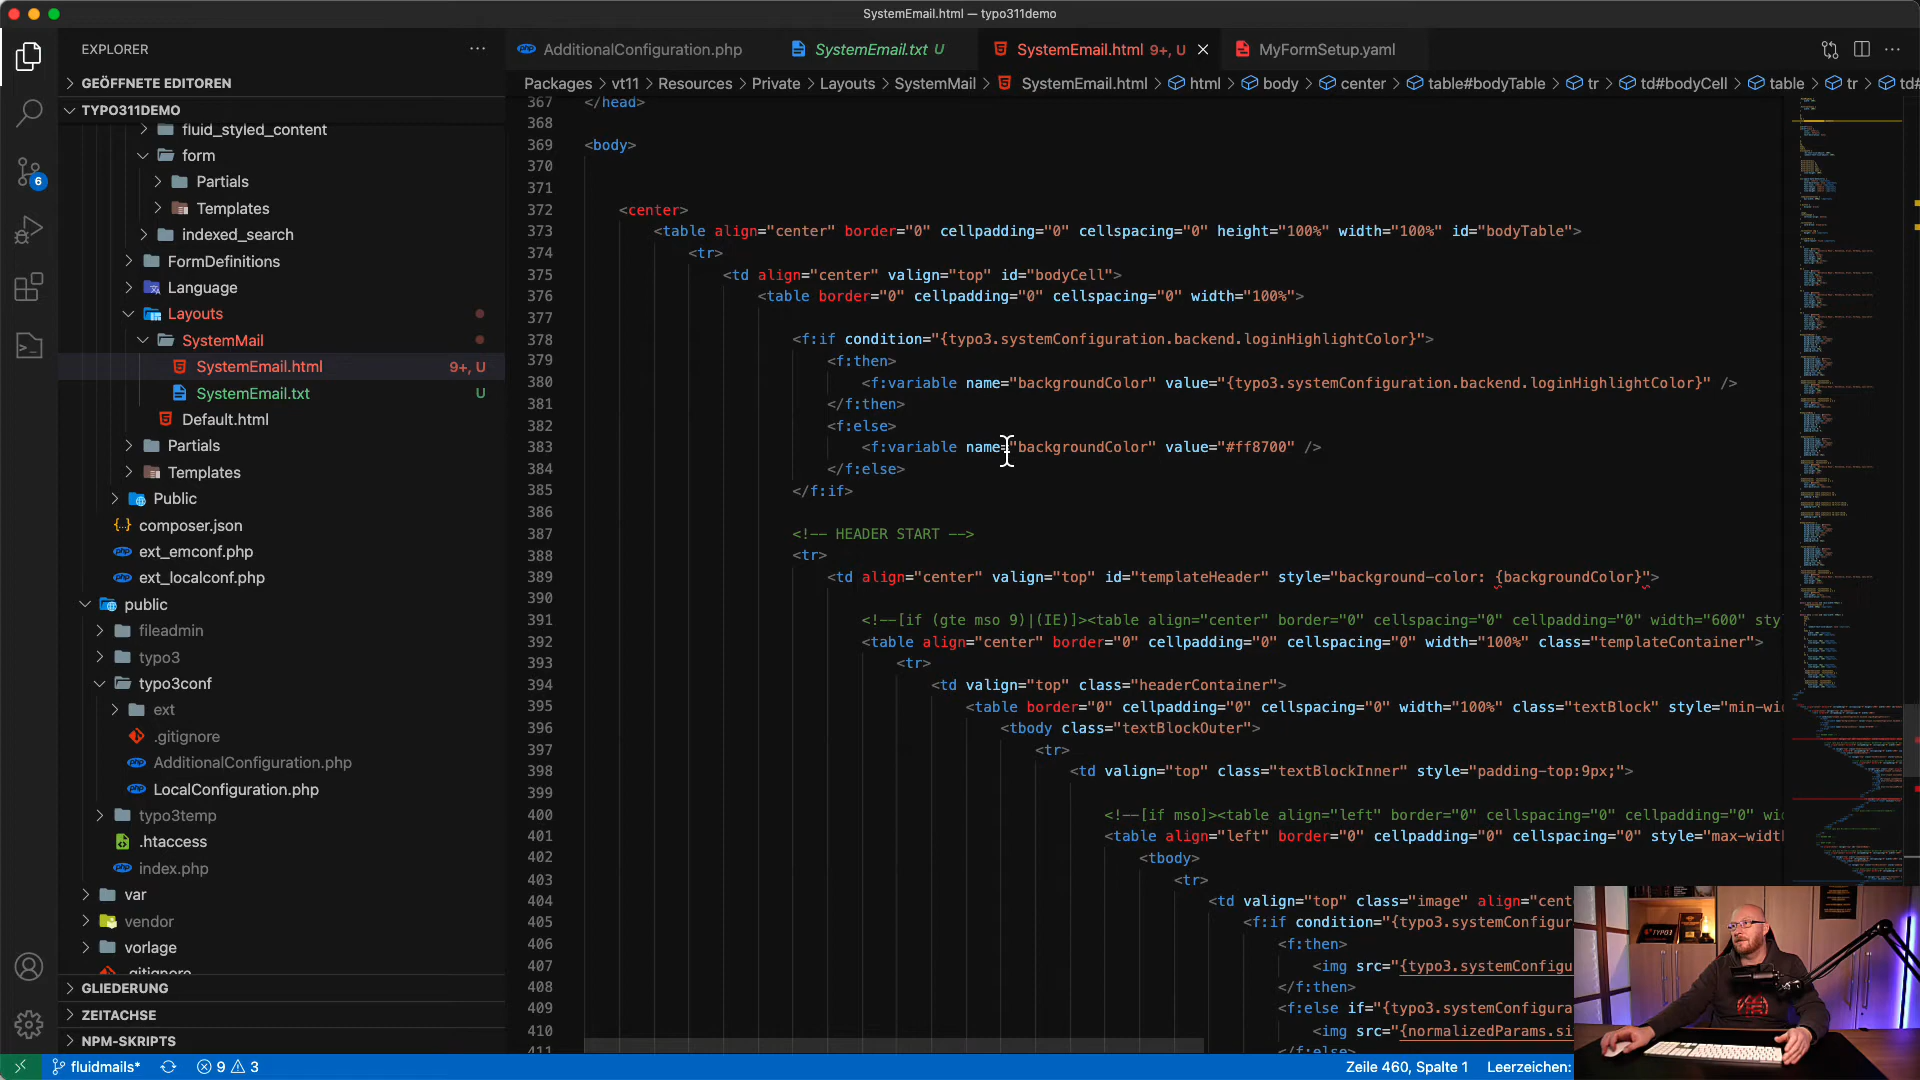 SystemEmail.html — typo311demo
EXPLORER
AdditionalConfiguration.php
SystemEmail.txt U
SystemEmail.html 9+, U
MyFormSetup.yaml
GEÖFFNETE EDITOREN
Packages > vt11 > Resources > Private > Layouts > SystemMail > SystemEmail.html > html > body > center > table#bodyTable > tr > td#bodyCell > table > tr > td#
TYPO311DEMO
fluid_styled_content
form
Partials
Templates
indexed_search
FormDefinitions
Language
Layouts
SystemMail
SystemEmail.html 9+, U
SystemEmail.txt U
Default.html
Partials
Templates
Public
composer.json
ext_emconf.php
ext_localconf.php
public
fileadmin
typo3
typo3conf
ext
.gitignore
AdditionalConfiguration.php
LocalConfiguration.php
typo3temp
.htaccess
index.php
var
vendor
vorlage
.gitignore
GLIEDERUNG
ZEITACHSE
NPM-SKRIPTS
6
367 </head>
368
369 <body>
370
371
372 <center>
373 <table align="center" border="0" cellpadding="0" cellspacing="0" height="100%" width="100%" id="bodyTable">
374 <tr>
375 <td align="center" valign="top" id="bodyCell">
376 <table border="0" cellpadding="0" cellspacing="0" width="100%">
377
378 <f:if condition="{typo3.systemConfiguration.backend.loginHighlightColor}">
379 <f:then>
380 <f:variable name="backgroundColor" value="{typo3.systemConfiguration.backend.loginHighlightColor}" />
381 </f:then>
382 <f:else>
383 <f:variable name="backgroundColor" value="#ff8700" />
384 </f:else>
385 </f:if>
386
387 <!-- HEADER START -->
388 <tr>
389 <td align="center" valign="top" id="templateHeader" style="background-color: {backgroundColor}">
390
391 <!--[if (gte mso 9)|(IE)]><table align="center" border="0" cellspacing="0" cellpadding="0" width="600" sty
392 <table align="center" border="0" cellpadding="0" cellspacing="0" width="100%" class="templateContainer">
393 <tr>
394 <td valign="top" class="headerContainer">
395 <table border="0" cellpadding="0" cellspacing="0" width="100%" class="textBlock" style="min-wi
396 <tbody class="textBlockOuter">
397 <tr>
398 <td valign="top" class="textBlockInner" style="padding-top:9px;">
399
400 <!--[if mso]><table align="left" border="0" cellspacing="0" cellpadding="0" wi
401 <table align="left" border="0" cellpadding="0" cellspacing="0" style="max-widt
402 <tbody>
403 <tr>
404 <td valign="top" class="image" align="cent
405 <f:if condition="{typo3.systemConfigur
406 <f:then>
407 <img src="{typo3.systemConfigu
408 </f:then>
409 <f:else if="{typo3.systemConfigura
410 <img src="{normalizedParams.si
411 </f:else>
fluidmails* 9 3
Zeile 460, Spalte 1 Leerzeichen: